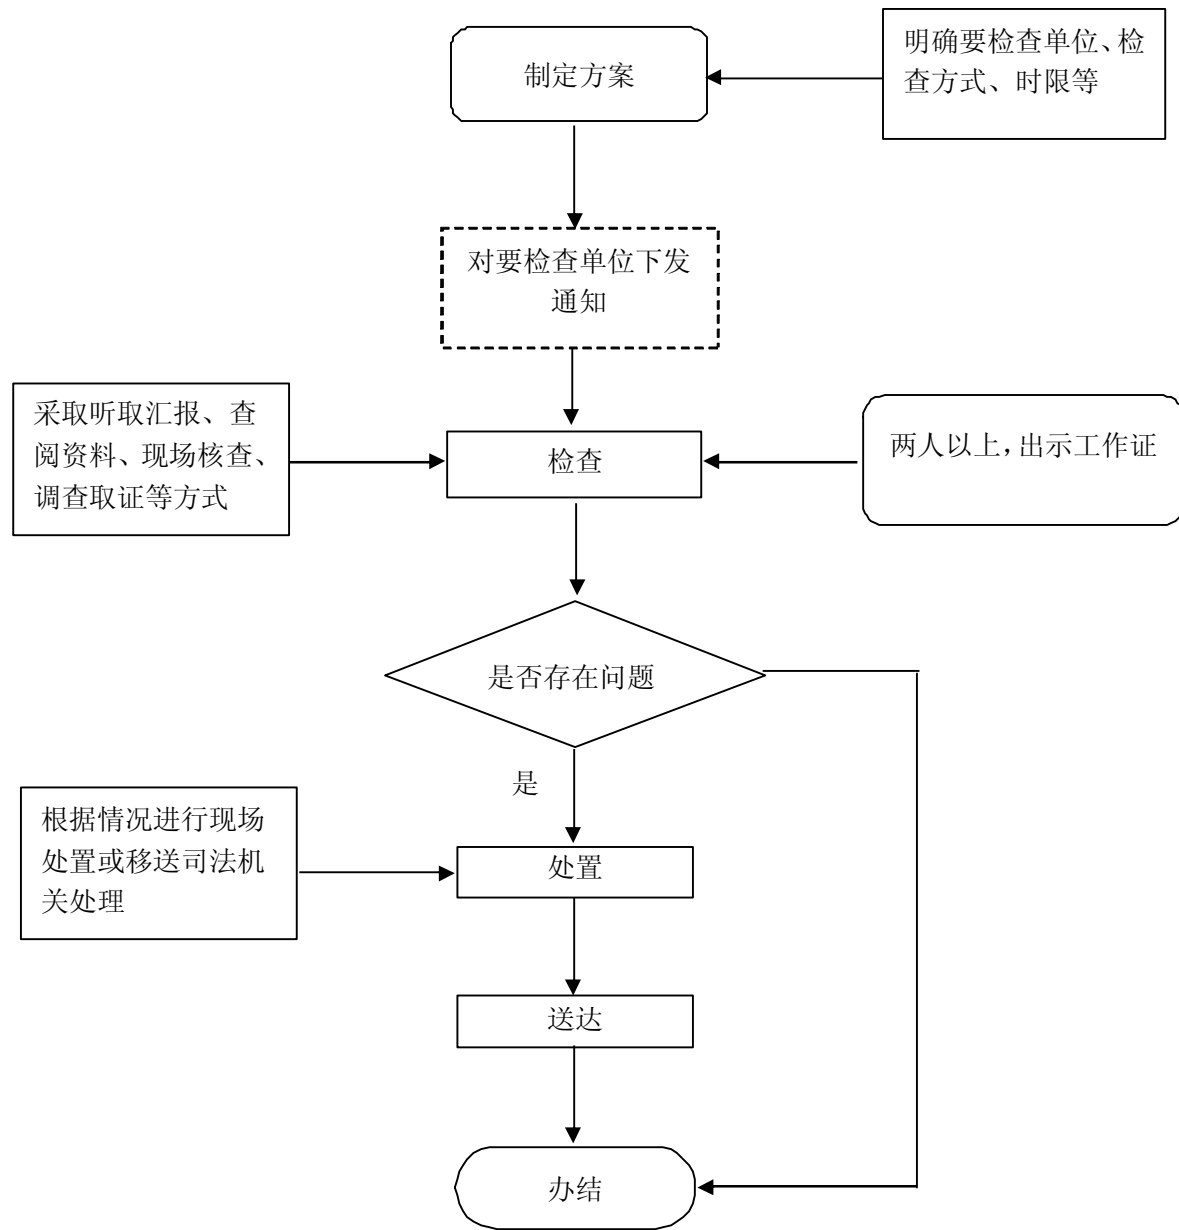 制定方案
明确要检查单位、检
查方式、时限等
对要检查单位下发
通知
采取听取汇报、查
阅资料、现场核查、
调查取证等方式
检查
两人以上,出示工作证
是否存在问题
是
根据情况进行现场
处置或移送司法机
关处理
处置
送达
办结